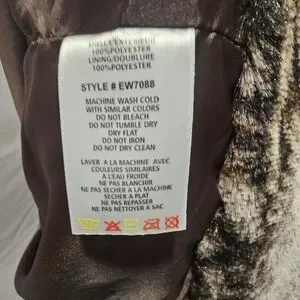 SHELL/EXTERIEUR
100%POLYESTER
LINING/DOUBLURE
100%POLYESTER
STYLE # EW7088
MACHINE WASH COLD
WITH SIMILAR COLORS
DO NOT BLEACH
DO NOT TUMBLE DRY
DRY FLAT
DO NOT IRON
DO NOT DRY CLEAN
LAVER A LA MACHINE AVEC
COULEURS SIMILAIRES
A L'EAU FROIDE
NE PAS BLANCHIR
NE PAS SECHER A LA MACHINE
SECHER A PLAT
NE PAS REPASSER
NE PAS NETTOYER A SAC